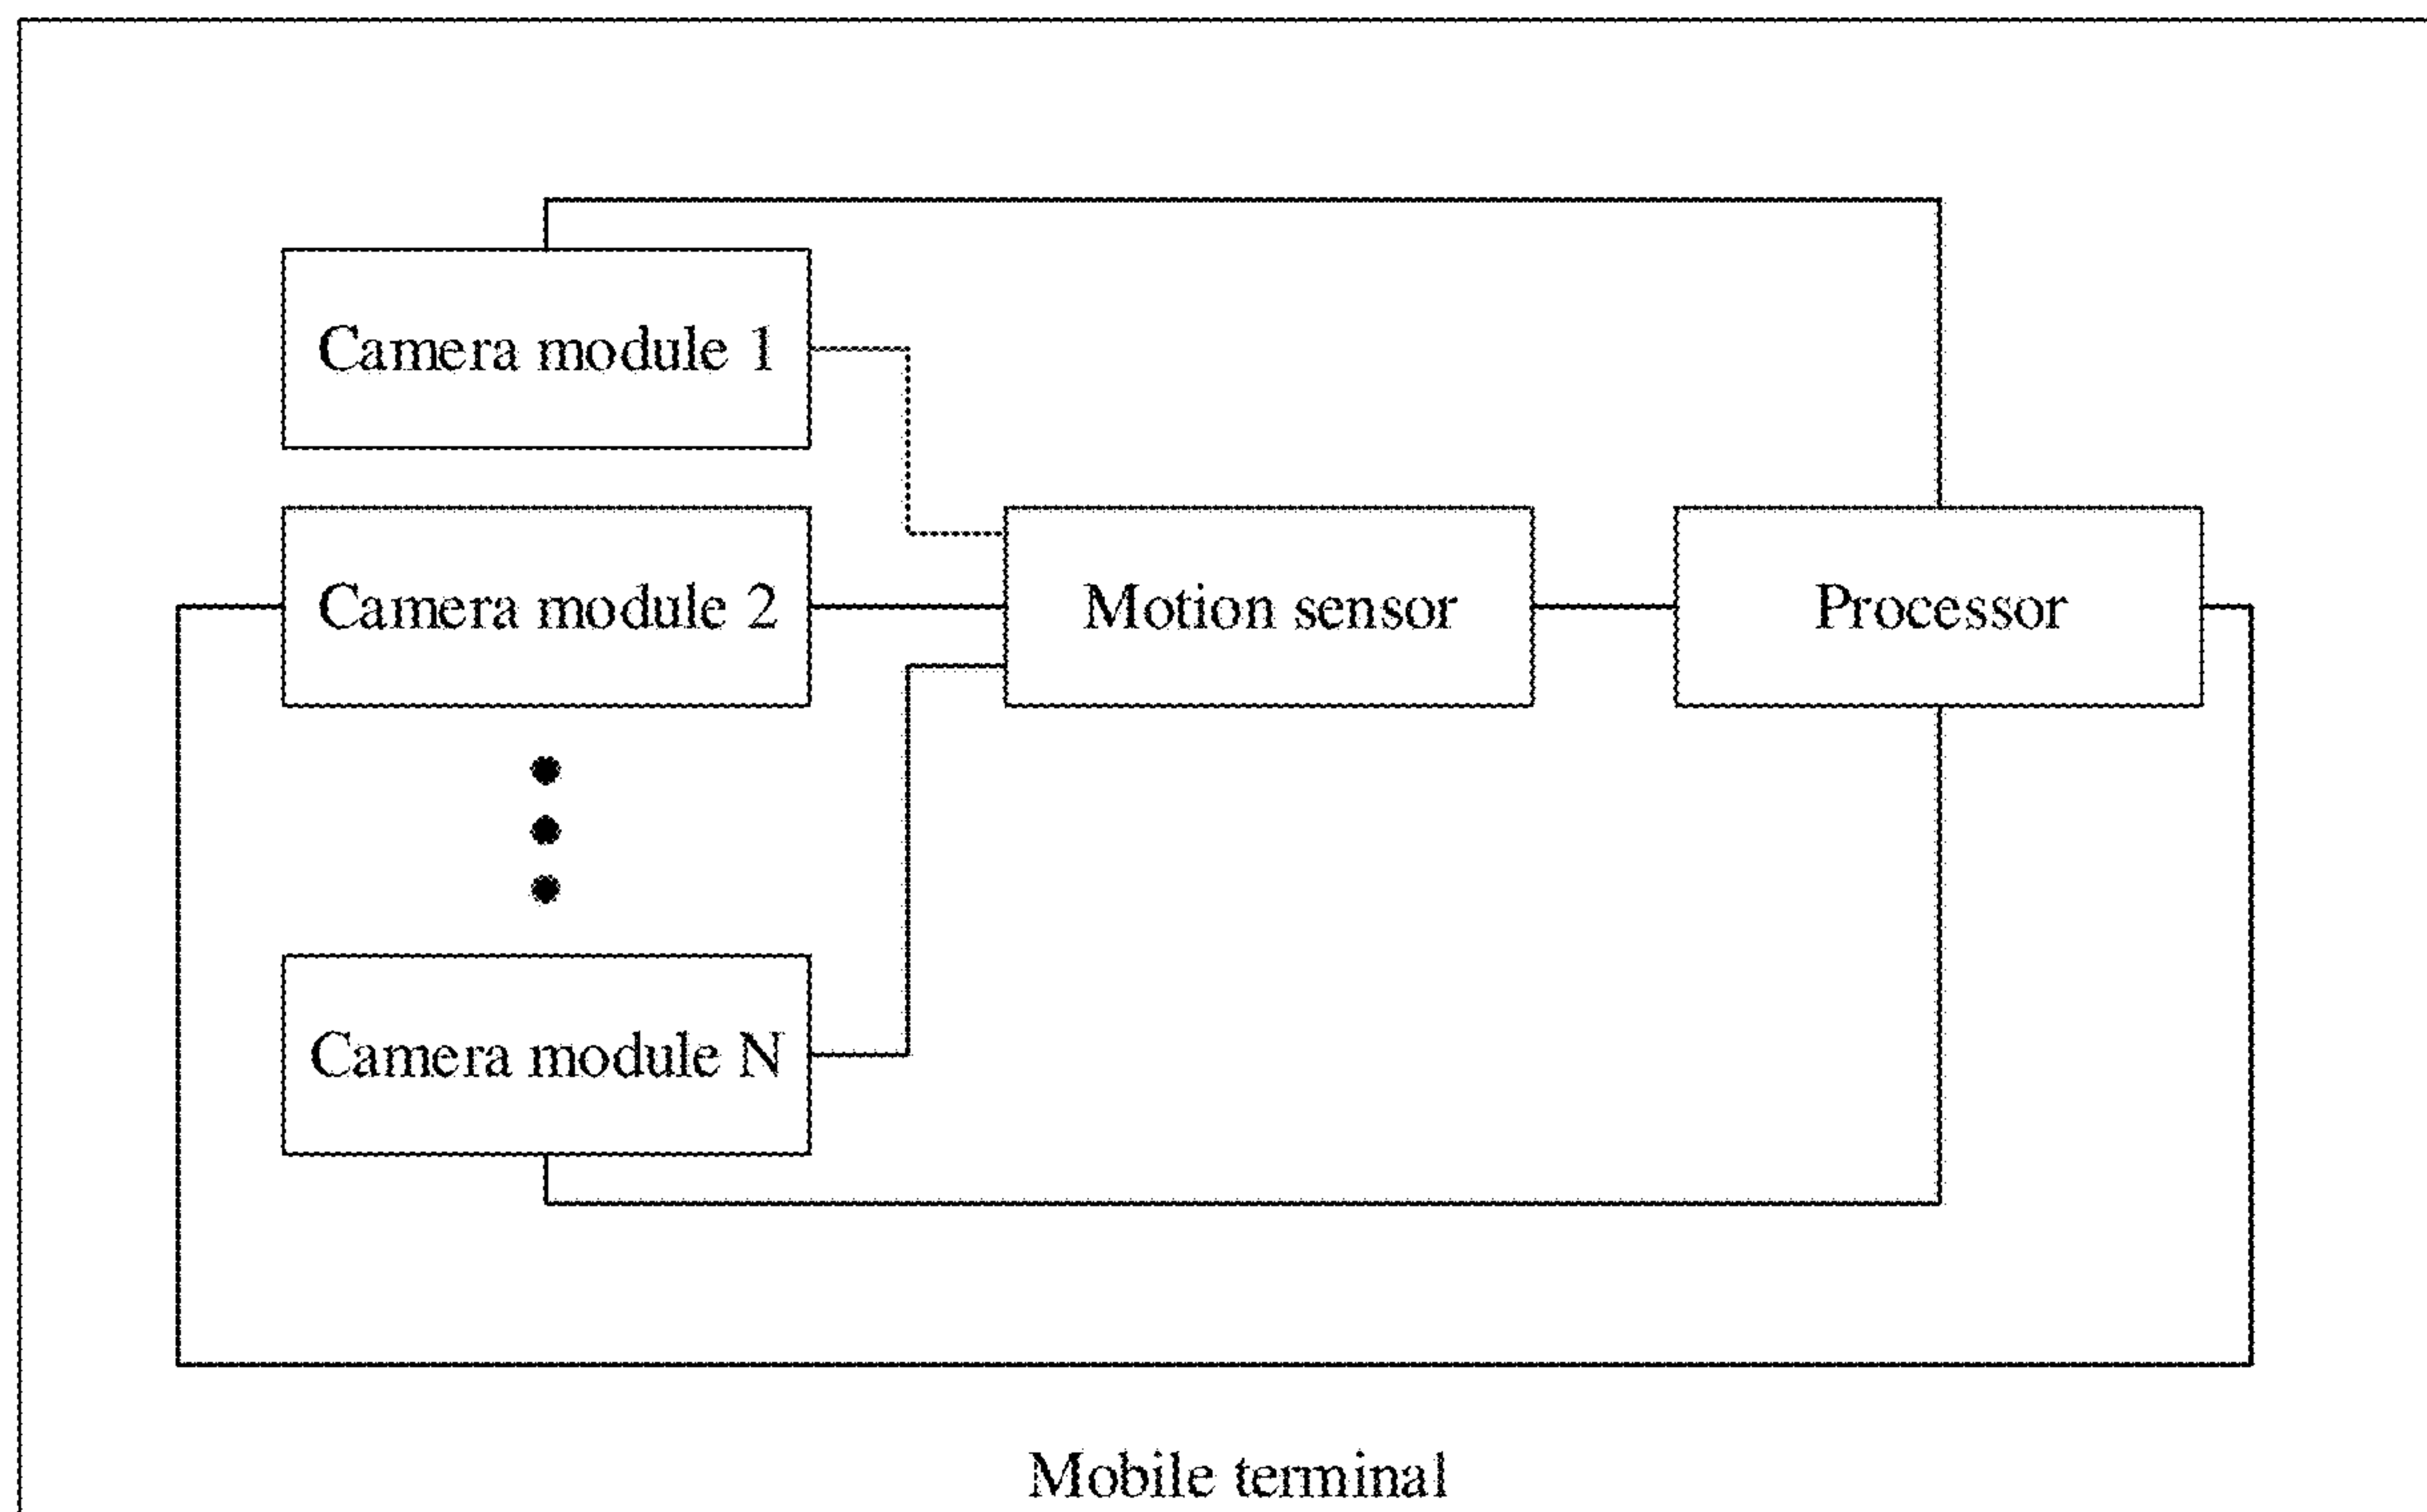 Camera module 1
Camera module 2
Motion sensor
Processor
Camera module N
Mobile terminal